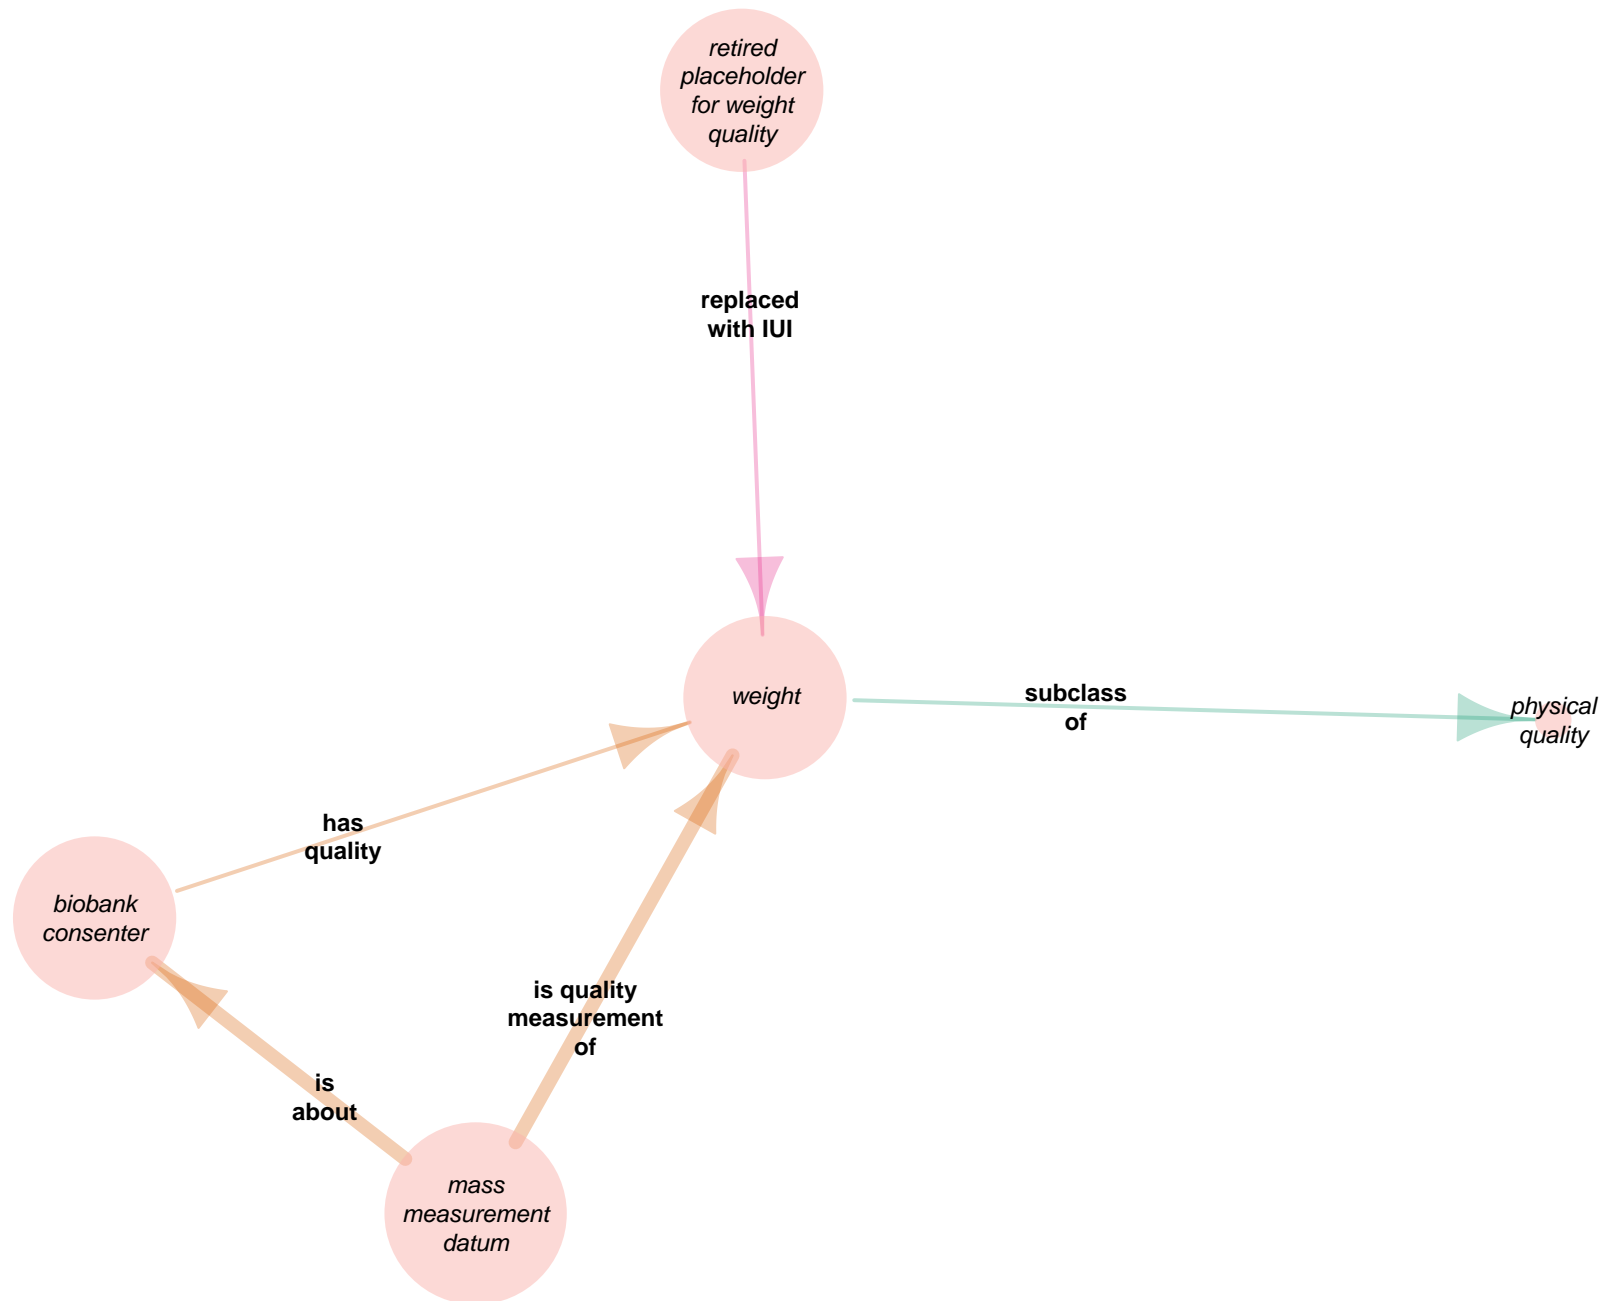 retired
placeholder
for weight
quality
replaced
with IUI
weight
subclass
of
physical
quality
has
quality
biobank
consenter
is quality
measurement
of
is
about
mass
measurement
datum